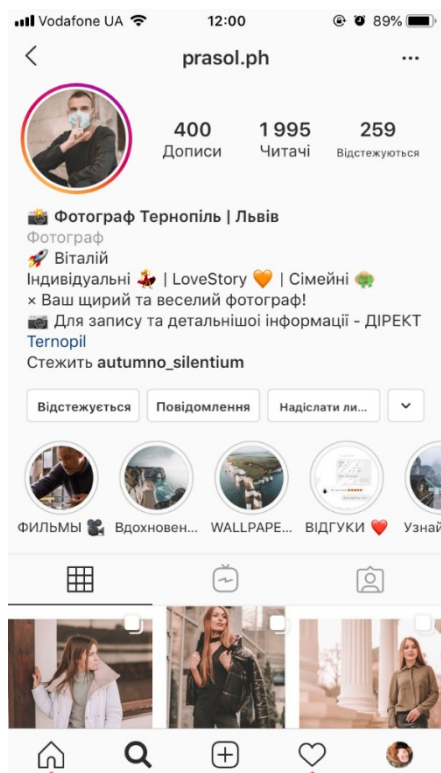 Vodafone UA 12:00 89%
prasol.ph
400 1 995 259
Дописи Читачі Відстежуються
Фотограф Тернопіль | Львів
Фотограф
Віталій
Індивідуальні | LoveStory | Сімейні
× Ваш щирий та веселий фотограф!
Для запису та детальнішої інформації - ДІРЕКТ
Ternopil
Стежить autumno_silentium
Відстежується Повідомлення Надіслати ли...
ФИЛЬМЫ Вдохновен... WALLPAPE... ВІДГУКИ Узнай